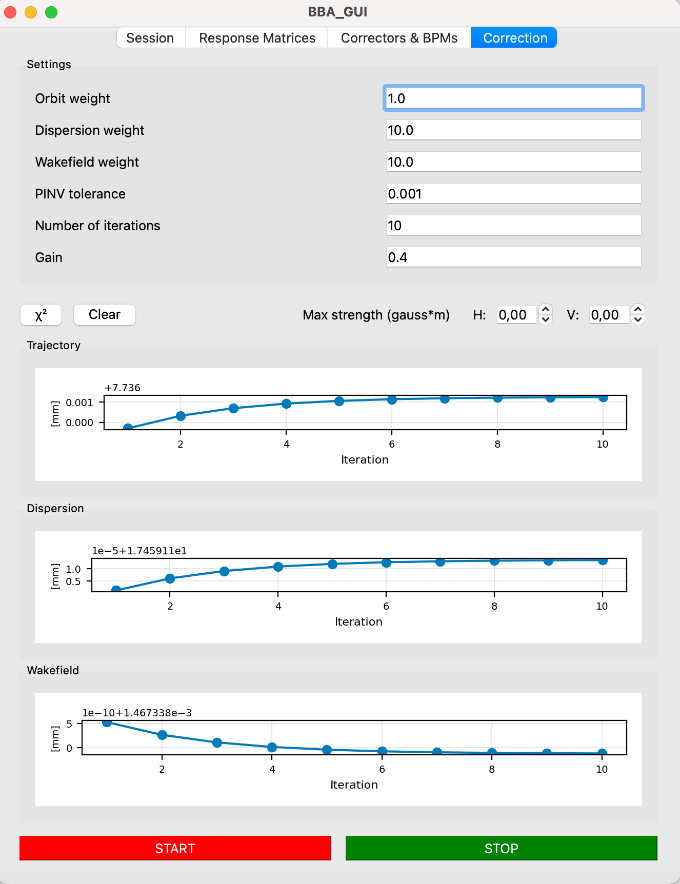 BBA_GUI
Session Response Matrices Correctors & BPMs Correction
Settings
Orbit weight 1.0
Dispersion weight 10.0
Wakefield weight 10.0
PINV tolerance 0.001
Number of iterations 10
Gain 0.4
χ² Clear Max strength (gauss*m) H: 0,00 V: 0,00
Trajectory
+7.736
0.001
0.000
[mm]
2 4 6 8 10
Iteration
Dispersion
1e−5+1.745911e1
1.0
0.5
[mm]
2 4 6 8 10
Iteration
Wakefield
1e−10+1.467338e−3
5
0
[mm]
2 4 6 8 10
Iteration
START STOP